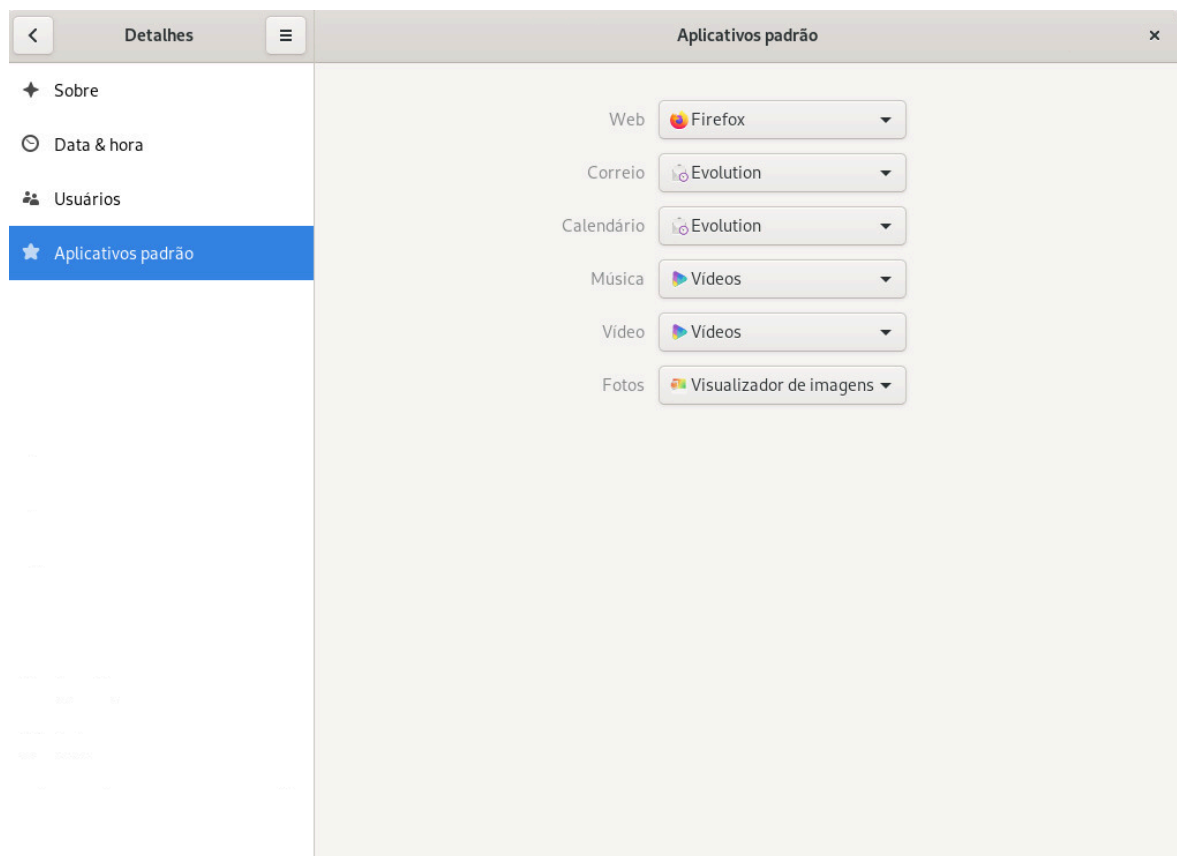 Detalhes
Aplicativos padrão
Sobre
Data & hora
Usuários
Aplicativos padrão
Web Firefox
Correio Evolution
Calendário Evolution
Música Vídeos
Vídeo Vídeos
Fotos Visualizador de imagens